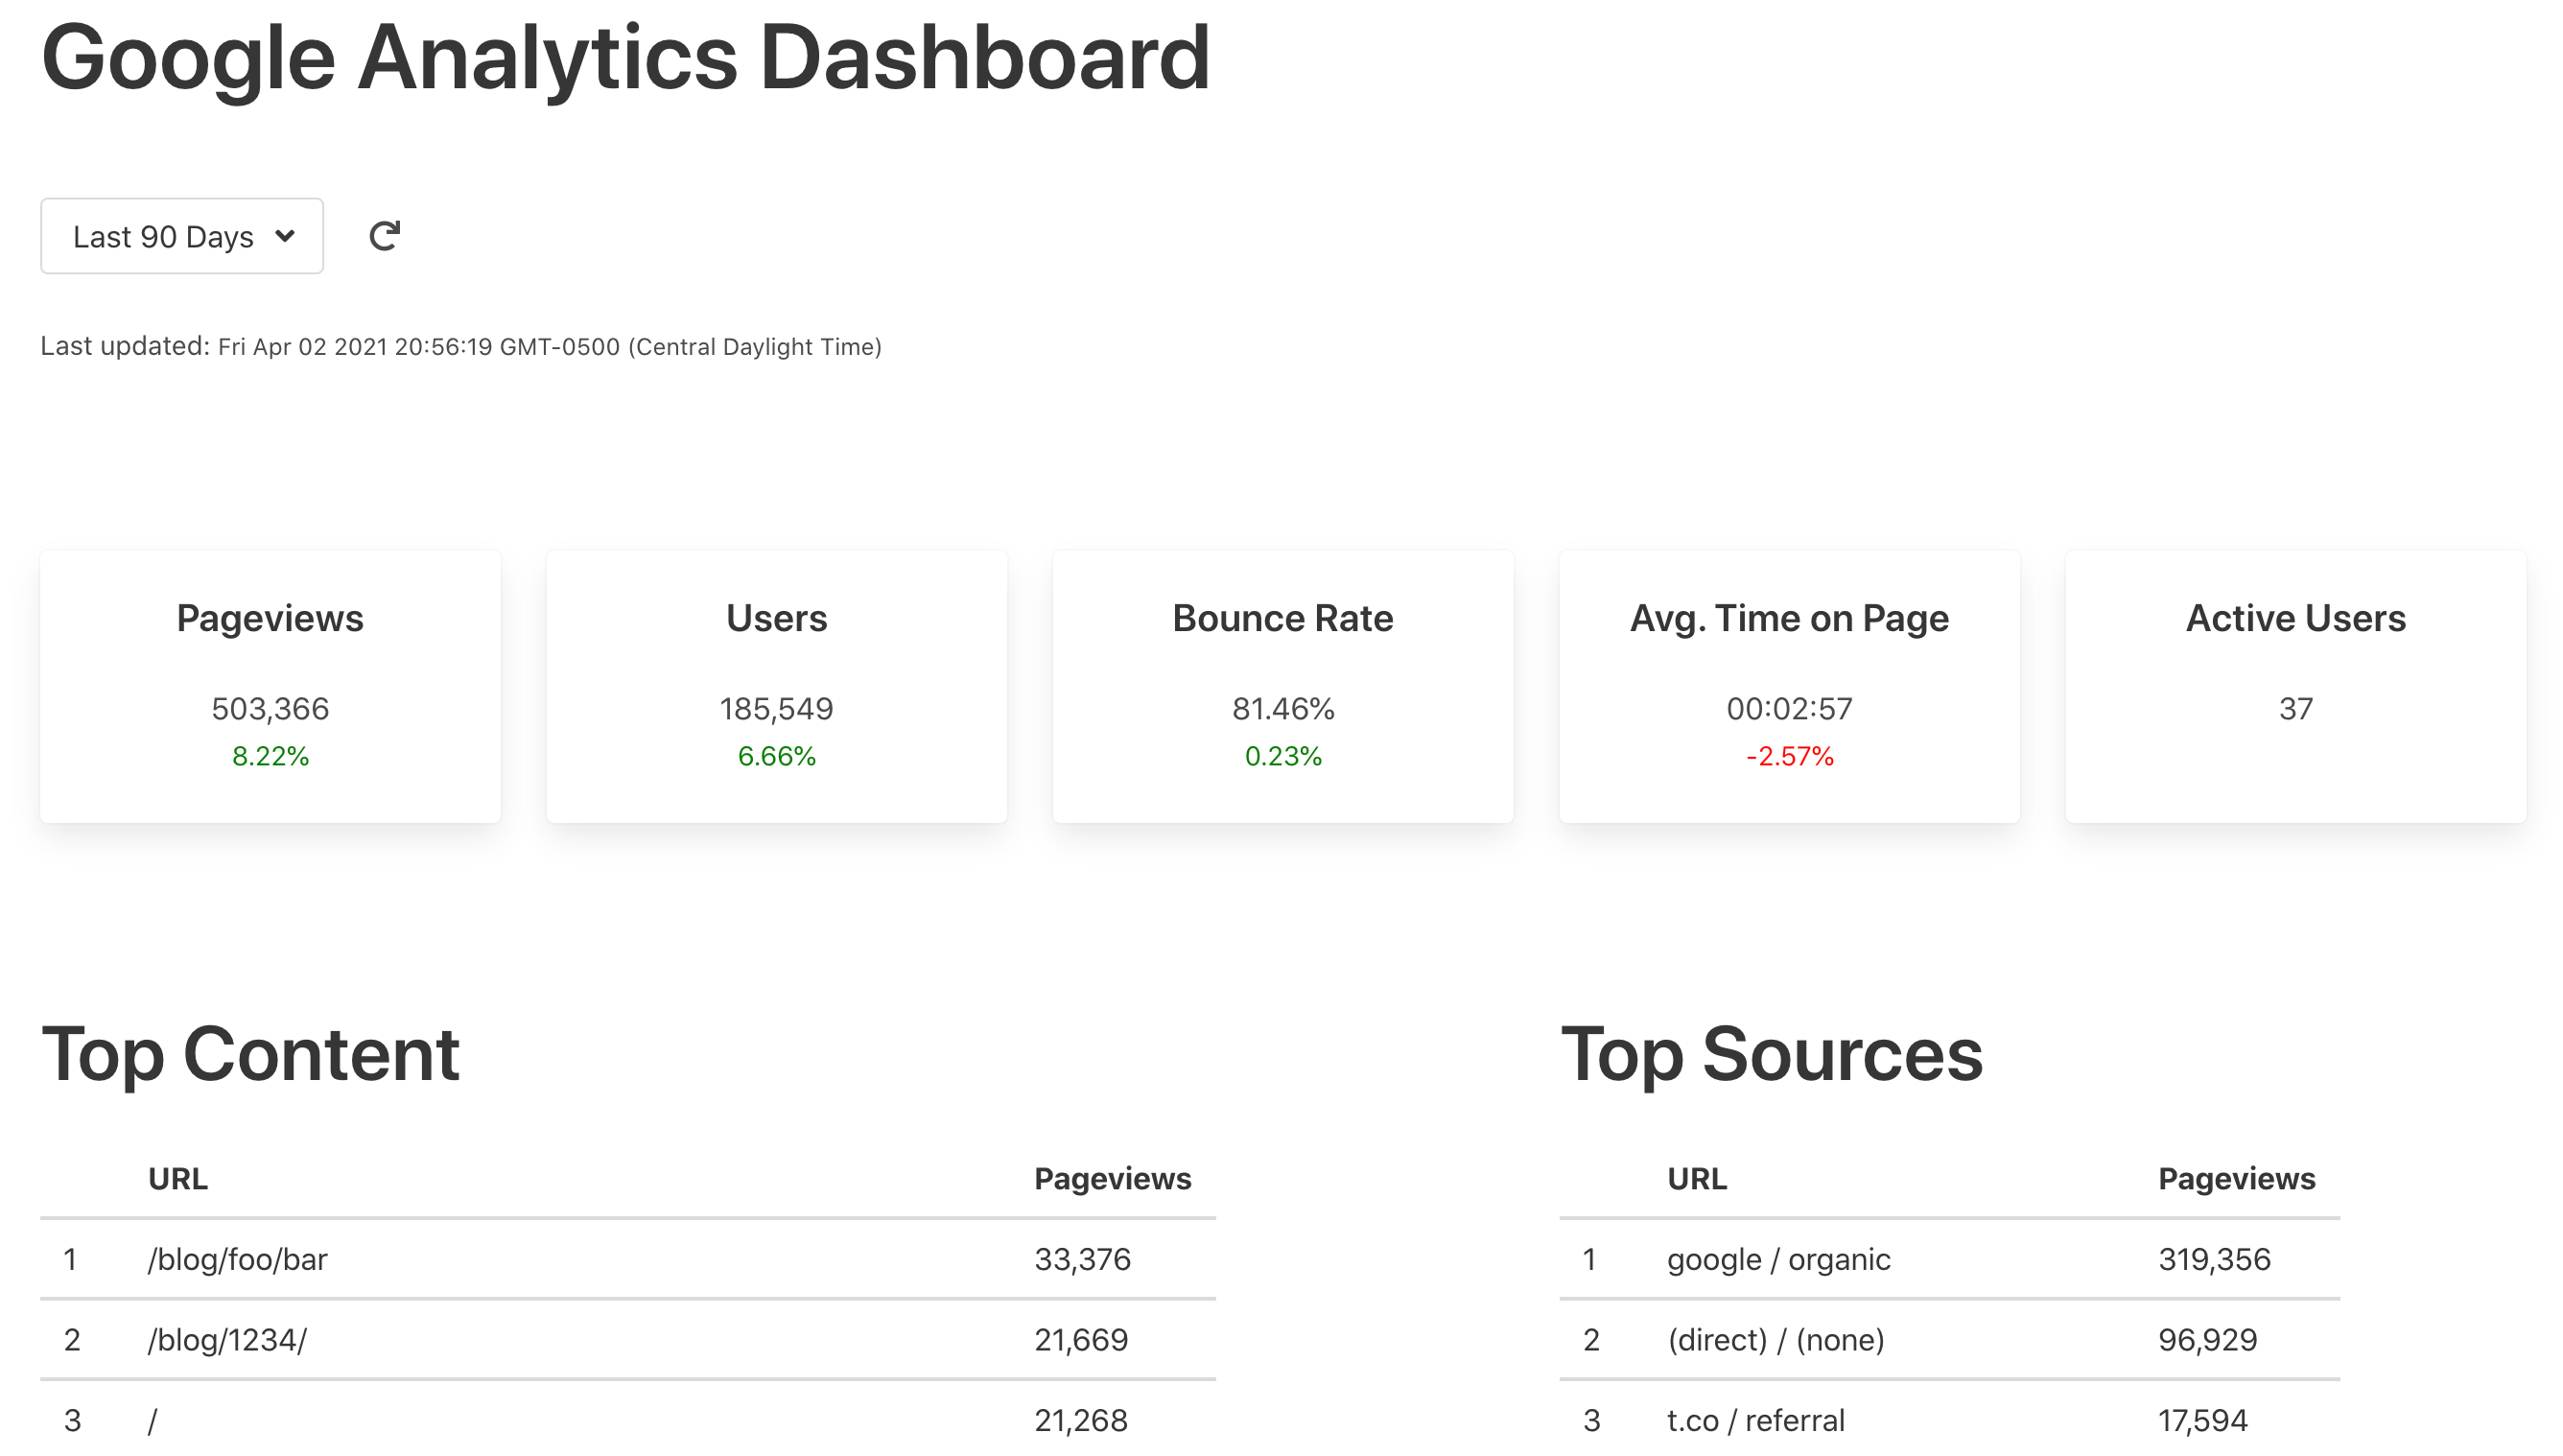 Google Analytics Dashboard
Last 90 Days
Last updated: Fri Apr 02 2021 20:56:19 GMT-0500 (Central Daylight Time)
Pageviews
503,366
8.22%
Users
185,549
6.66%
Bounce Rate
81.46%
0.23%
Avg. Time on Page
00:02:57
-2.57%
Active Users
37
Top Content
URL Pageviews
1 /blog/foo/bar 33,376
2 /blog/1234/ 21,669
3 / 21,268
Top Sources
URL Pageviews
1 google / organic 319,356
2 (direct) / (none) 96,929
3 t.co / referral 17,594